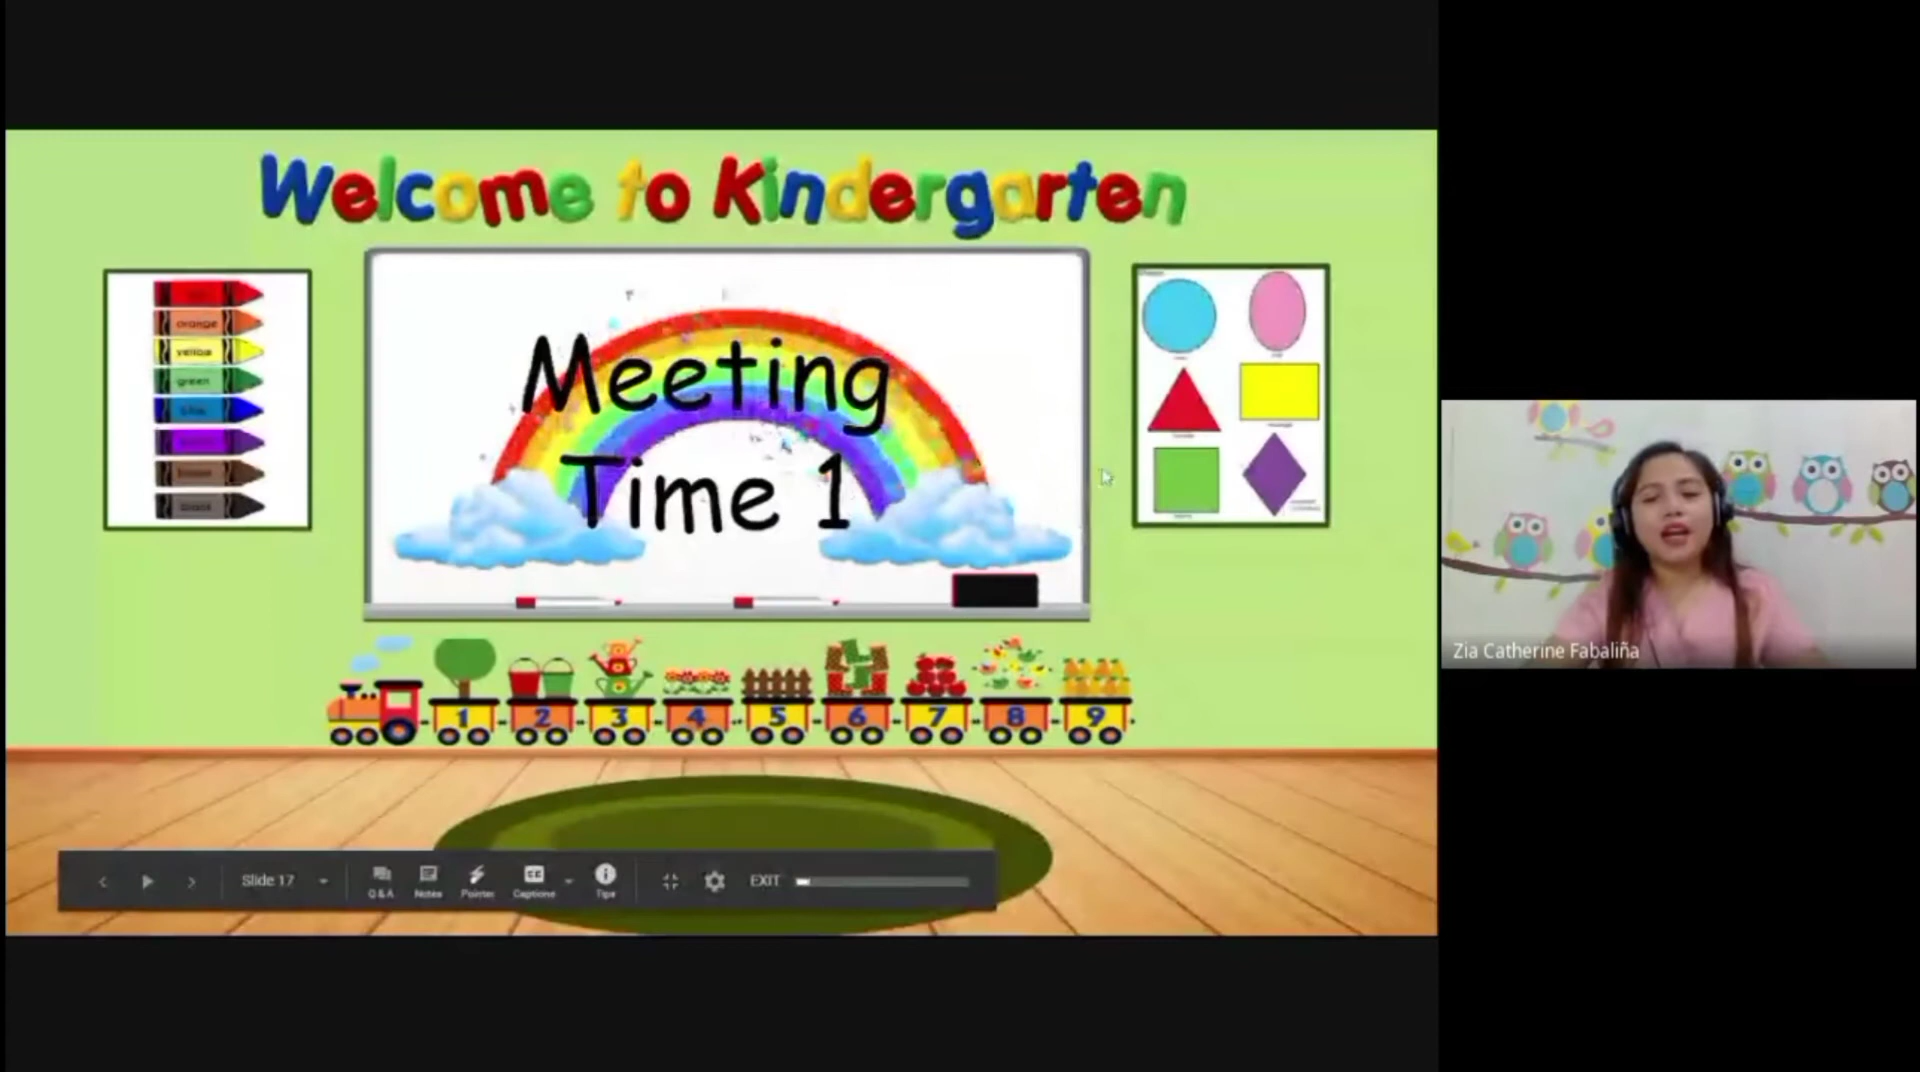 Welcome to Kindergarten
orange
yellow
green
blue
Meeting
Time 1
1 2 3 4 5 6 7 8 9
Zia Catherine Fabaliña
Slide 17
Q&A
Notes
Pointer
Captions
Tips
EXIT